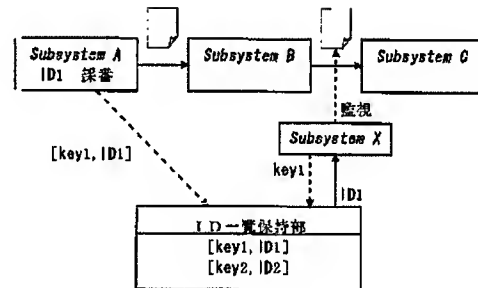 Subsystem A
ID1 採番
Subsystem B
Subsystem C
監視
Subsystem X
[key1, ID1]
key1
ID1
ID一覧保持部
[key1, ID1]
[key2, ID2]